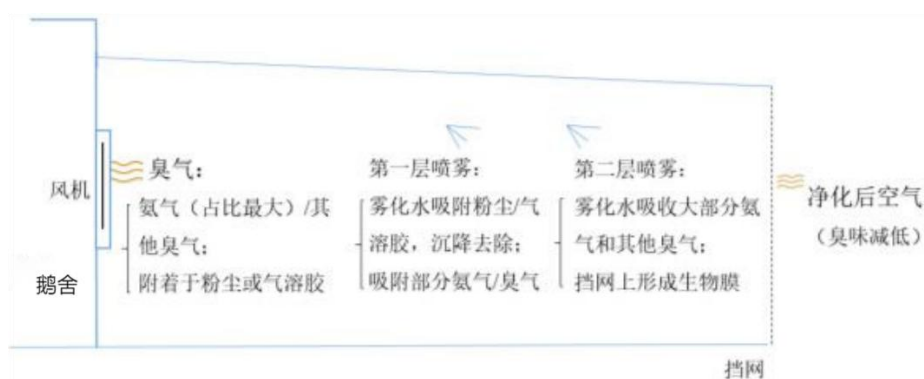 风机
鹅舍
臭气：
氨气（占比最大）/其
他臭气；
附着于粉尘或气溶胶
第一层喷雾：
雾化水吸附粉尘/气
溶胶，沉降去除；
吸附部分氨气/臭气
第二层喷雾：
雾化水吸收大部分氨
气和其他臭气；
挡网上形成生物膜
净化后空气
（臭味减低）
挡网